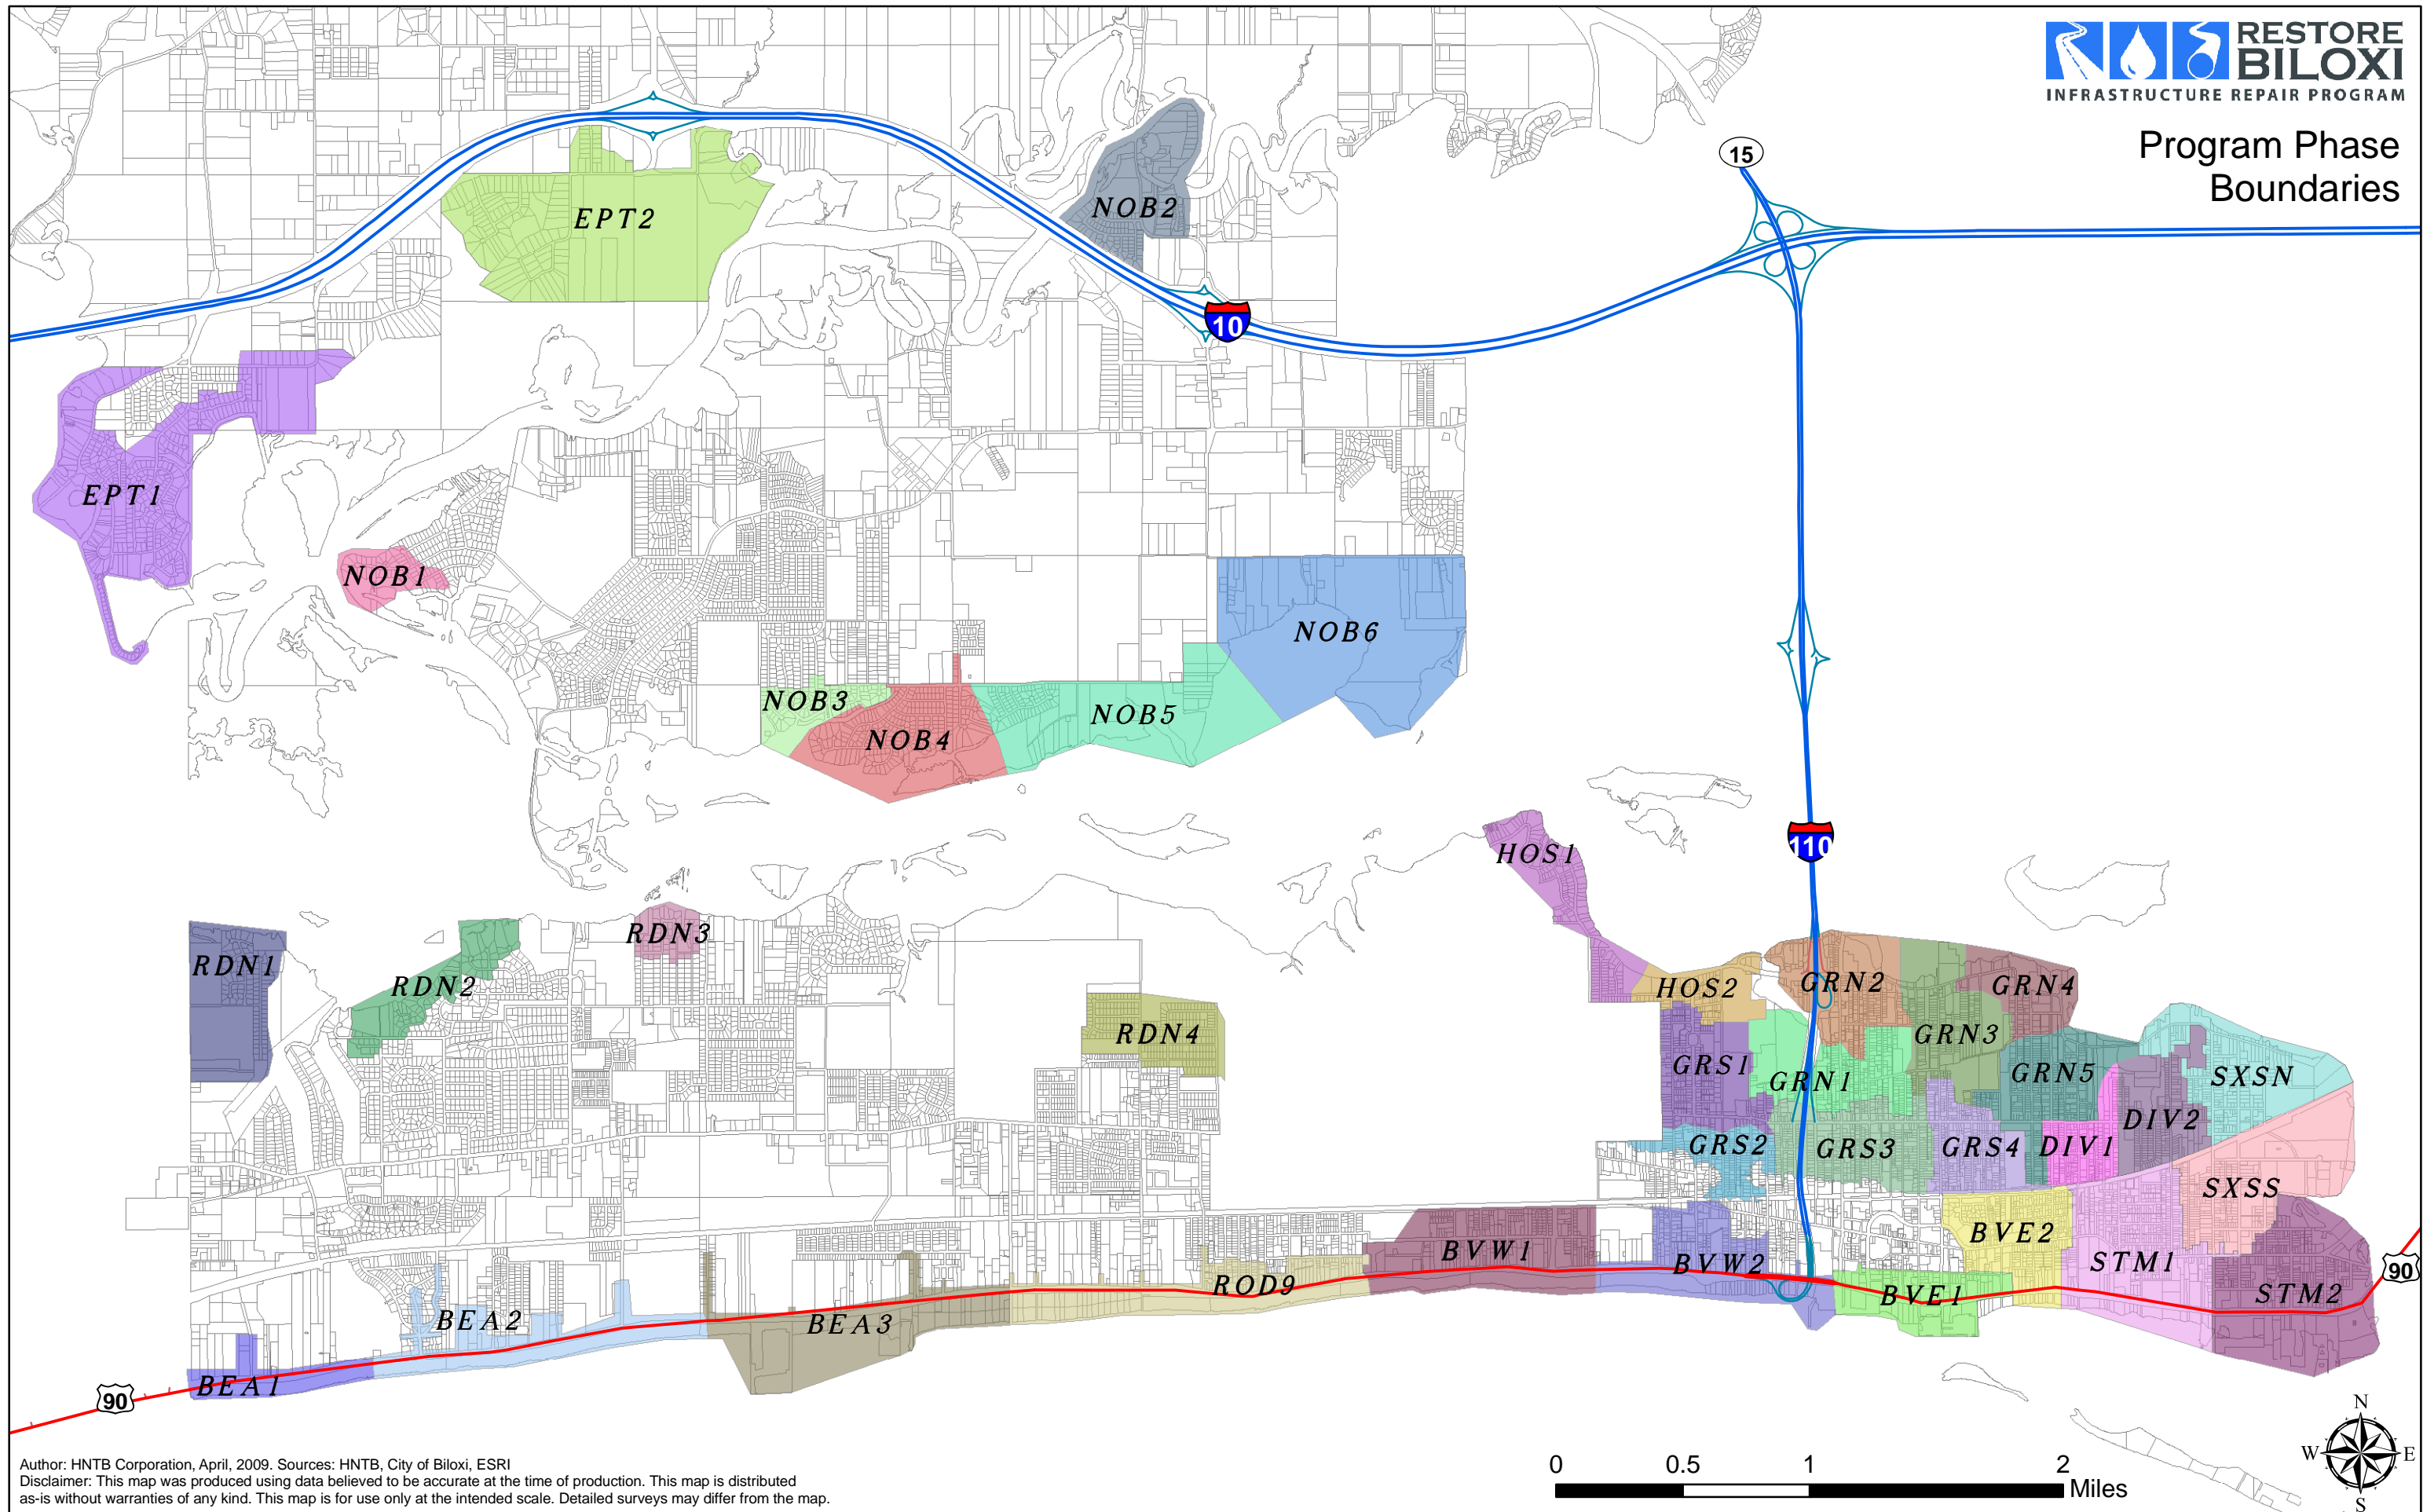 RESTORE
BILOXI
INFRASTRUCTURE REPAIR PROGRAM
Program Phase
Boundaries
15
EPT2
NOB2
10
EPT1
NOB1
NOB6
NOB3
NOB5
NOB4
110
HOS1
RDN3
RDN1
RDN2
HOS2
GRN2
GRN4
RDN4
GRN3
GRS1
GRN1
GRN5
SXSN
DIV2
GRS2
GRS3
GRS4
DIV1
SXSS
BVE2
BVW1
BVW2
STM1
90
ROD9
BVE1
STM2
BEA2
BEA3
BEA1
90
N
W
E
S
0
0.5
1
2
Miles
Author: HNTB Corporation, April, 2009. Sources: HNTB, City of Biloxi, ESRI
Disclaimer: This map was produced using data believed to be accurate at the time of production. This map is distributed
as-is without warranties of any kind. This map is for use only at the intended scale. Detailed surveys may differ from the map.